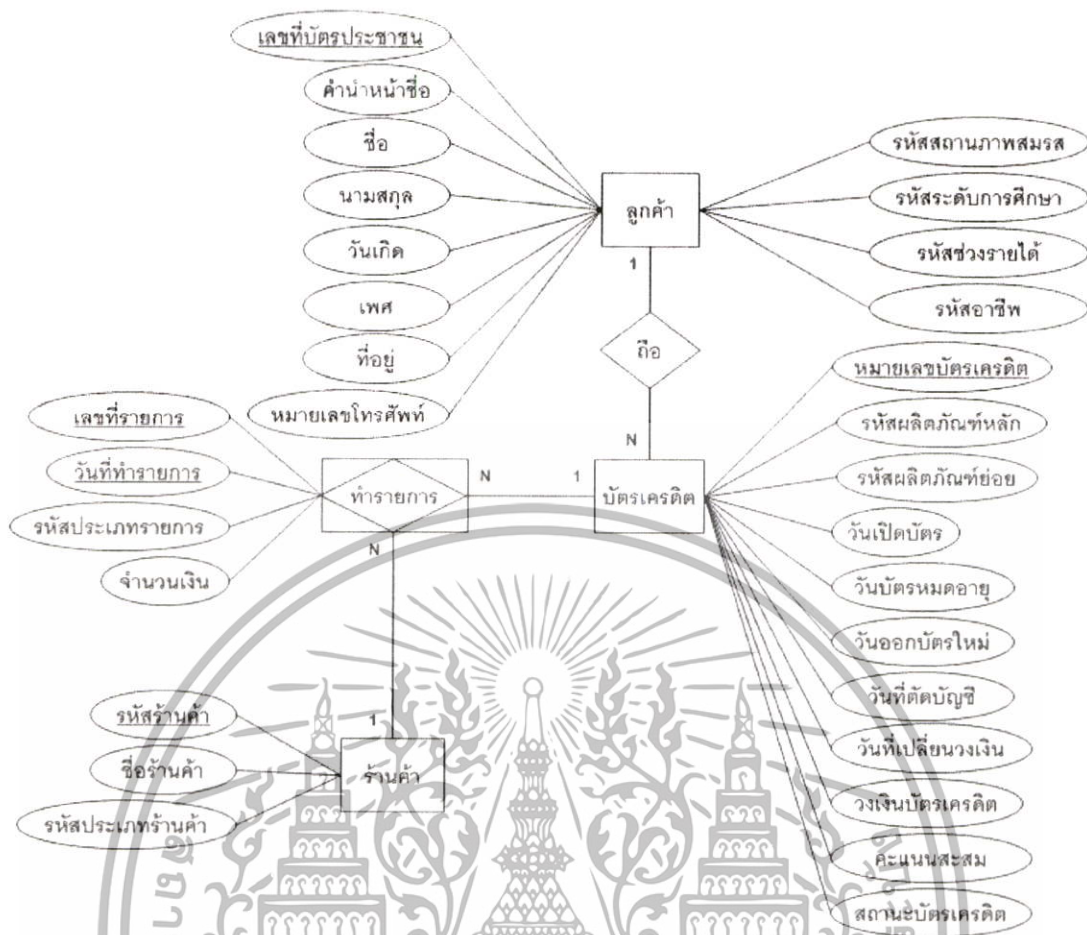 เลขที่บัตรประชาชน
คำนำหน้าชื่อ
ชื่อ
นามสกุล
วันเกิด
เพศ
ที่อยู่
หมายเลขโทรศัพท์
ลูกค้า
รหัสสถานภาพสมรส
รหัสระดับการศึกษา
รหัสช่วงรายได้
รหัสอาชีพ
1
ถือ
N
เลขที่รายการ
วันที่ทำรายการ
รหัสประเภทรายการ
จำนวนเงิน
ทำรายการ
N
1
บัตรเครดิต
หมายเลขบัตรเครดิต
รหัสผลิตภัณฑ์หลัก
รหัสผลิตภัณฑ์ย่อย
วันเปิดบัตร
วันบัตรหมดอายุ
วันออกบัตรใหม่
วันที่ตัดบัญชี
วันที่เปลี่ยนวงเงิน
วงเงินบัตรเครดิต
คะแนนสะสม
สถานะบัตรเครดิต
N
1
รหัสร้านค้า
ชื่อร้านค้า
รหัสประเภทร้านค้า
ร้านค้า